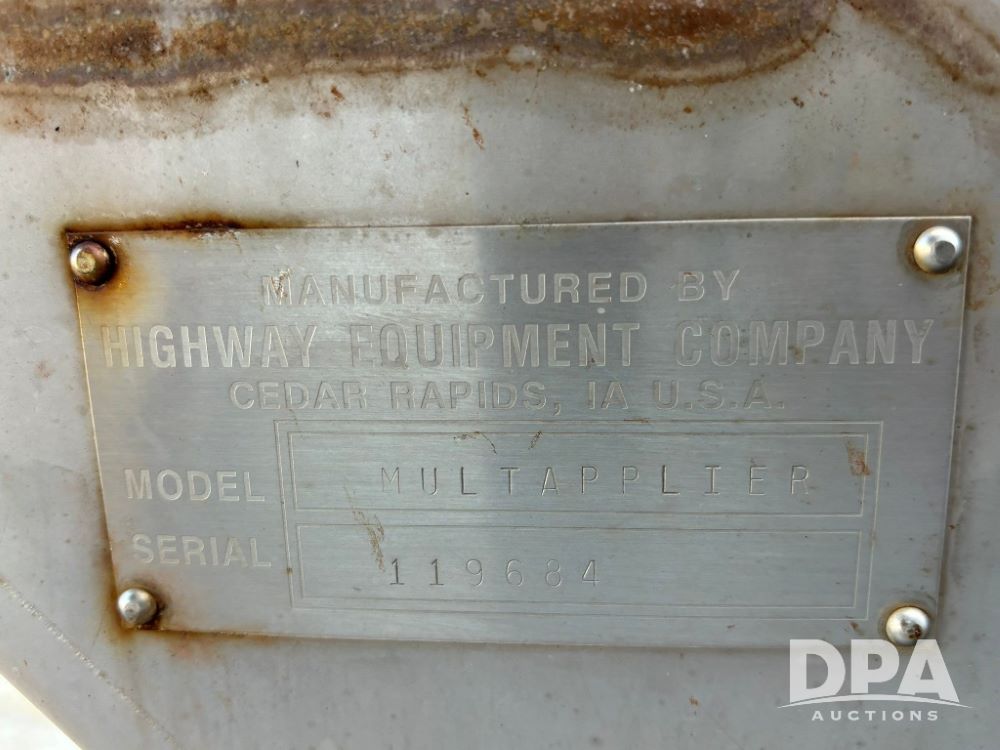 MANUFACTURED BY
HIGHWAY EQUIPMENT COMPANY
CEDAR RAPIDS, IA U.S.A.
MODEL MULTAPPLIER
SERIAL 119684
DPA
AUCTIONS